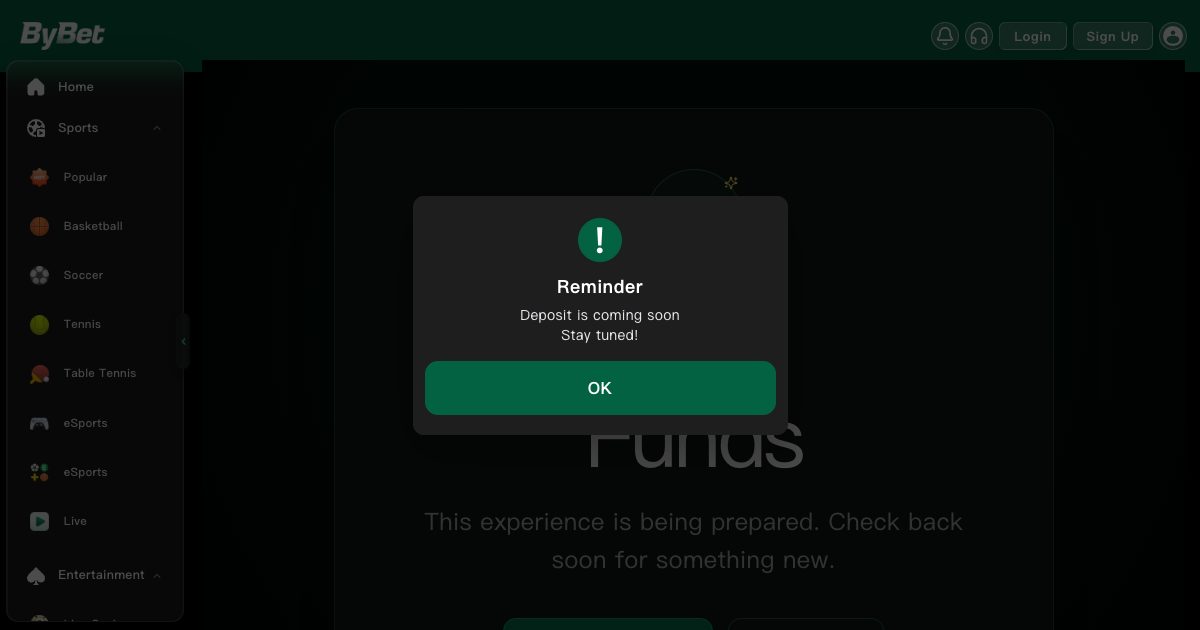 ByBet
Login
Sign Up
Home
Sports
Popular
Basketball
Soccer
Tennis
Table Tennis
eSports
eSports
Live
Entertainment
!
Reminder
Deposit is coming soon
Stay tuned!
OK
Funds
This experience is being prepared. Check back
soon for something new.